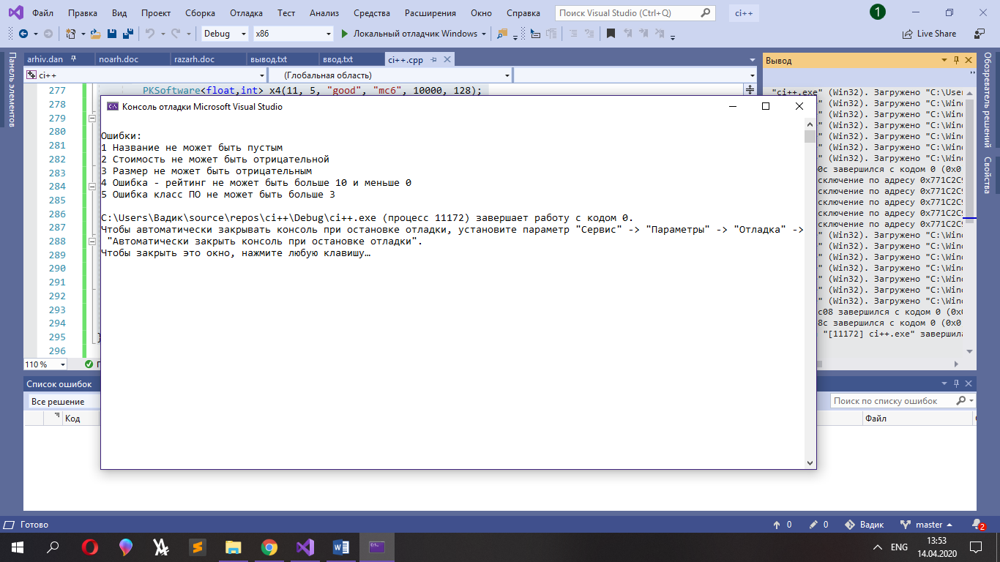 Файл Правка Вид Проект Сборка Отладка Тест Анализ Средства Расширения Окно Справка Поиск Visual Studio (Ctrl+Q) ci++ 1
Debug x86 Локальный отладчик Windows Live Share
arhiv.dan noarh.doc razarh.doc вывод.txt ввод.txt ci++.cpp
Вывод
Панель элементов
Обозреватель решений
Свойства
ci++ (Глобальная область)
277 PKSoftware<float,int> x4(11, 5, "good", "mc6", 10000, 128);
278
279
280
281
282
283
284
285
286
287
288
289
290
291
292
293
294
295 }
296
Консоль отладки Microsoft Visual Studio
Ошибки:
1 Название не может быть пустым
2 Стоимость не может быть отрицательной
3 Размер не может быть отрицательным
4 Ошибка - рейтинг не может быть больше 10 и меньше 0
5 Ошибка класс ПО не может быть больше 3
C:\Users\Вадик\source\repos\ci++\Debug\ci++.exe (процесс 11172) завершает работу с кодом 0.
Чтобы автоматически закрывать консоль при остановке отладки, установите параметр "Сервис" -> "Параметры" -> "Отладка" ->
"Автоматически закрыть консоль при остановке отладки".
Чтобы закрыть это окно, нажмите любую клавишу…
"ci++.exe" (Win32). Загружено "C:\User
" (Win32). Загружено "C:\Wind
" (Win32). Загружено "C:\Wind
" (Win32). Загружено "C:\Wind
" (Win32). Загружено "C:\Wind
" (Win32). Загружено "C:\Wind
" (Win32). Загружено "C:\Wind
0c завершился с кодом 0 (0x0
сключение по адресу 0x771C2C9
сключение по адресу 0x771C2C9
сключение по адресу 0x771C2C9
сключение по адресу 0x771C2C9
сключение по адресу 0x771C2C9
" (Win32). Загружено "C:\Wind
" (Win32). Загружено "C:\Wind
" (Win32). Загружено "C:\Wind
" (Win32). Загружено "C:\Wind
" (Win32). Загружено "C:\Wind
" (Win32). Загружено "C:\Wind
" (Win32). Загружено "C:\Wind
c08 завершился с кодом 0 (0x0
8c завершился с кодом 0 (0x0
"[11172] ci++.exe" завершила
110 %
Список ошибок
Все решение
Поиск по списку ошибок
Код Файл
Готово 0 0 Вадик master 2
ENG 13:53
14.04.2020